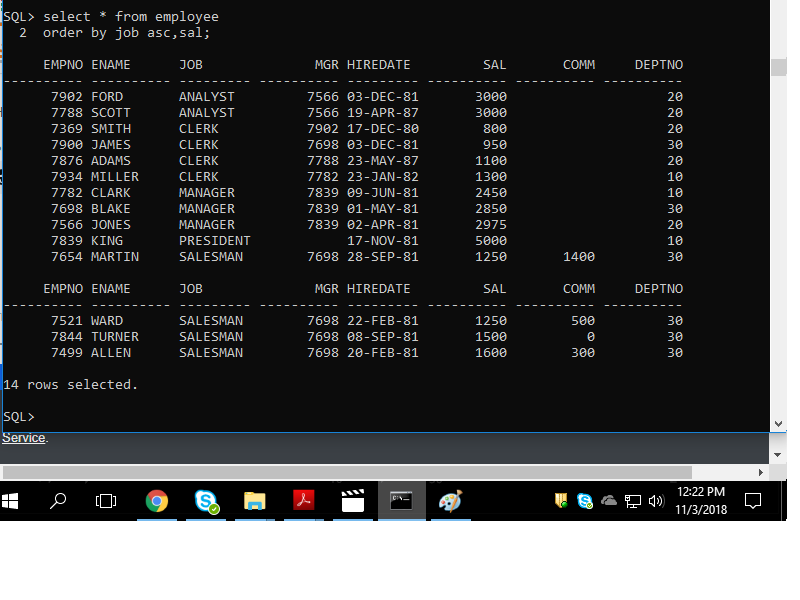 SQL> select * from employee
  2  order by job asc,sal;
     EMPNO ENAME      JOB              MGR HIREDATE         SAL       COMM     DEPTNO
---------- ---------- --------- ---------- --------- ---------- ---------- ----------
      7902 FORD       ANALYST         7566 03-DEC-81       3000                    20
      7788 SCOTT      ANALYST         7566 19-APR-87       3000                    20
      7369 SMITH      CLERK           7902 17-DEC-80        800                    20
      7900 JAMES      CLERK           7698 03-DEC-81        950                    30
      7876 ADAMS      CLERK           7788 23-MAY-87       1100                    20
      7934 MILLER     CLERK           7782 23-JAN-82       1300                    10
      7782 CLARK      MANAGER         7839 09-JUN-81       2450                    10
      7698 BLAKE      MANAGER         7839 01-MAY-81       2850                    30
      7566 JONES      MANAGER         7839 02-APR-81       2975                    20
      7839 KING       PRESIDENT            17-NOV-81       5000                    10
      7654 MARTIN     SALESMAN        7698 28-SEP-81       1250       1400         30
     EMPNO ENAME      JOB              MGR HIREDATE         SAL       COMM     DEPTNO
---------- ---------- --------- ---------- --------- ---------- ---------- ----------
      7521 WARD       SALESMAN        7698 22-FEB-81       1250        500         30
      7844 TURNER     SALESMAN        7698 08-SEP-81       1500          0         30
      7499 ALLEN      SALESMAN        7698 20-FEB-81       1600        300         30
14 rows selected.
SQL>
Service.
12:22 PM
11/3/2018